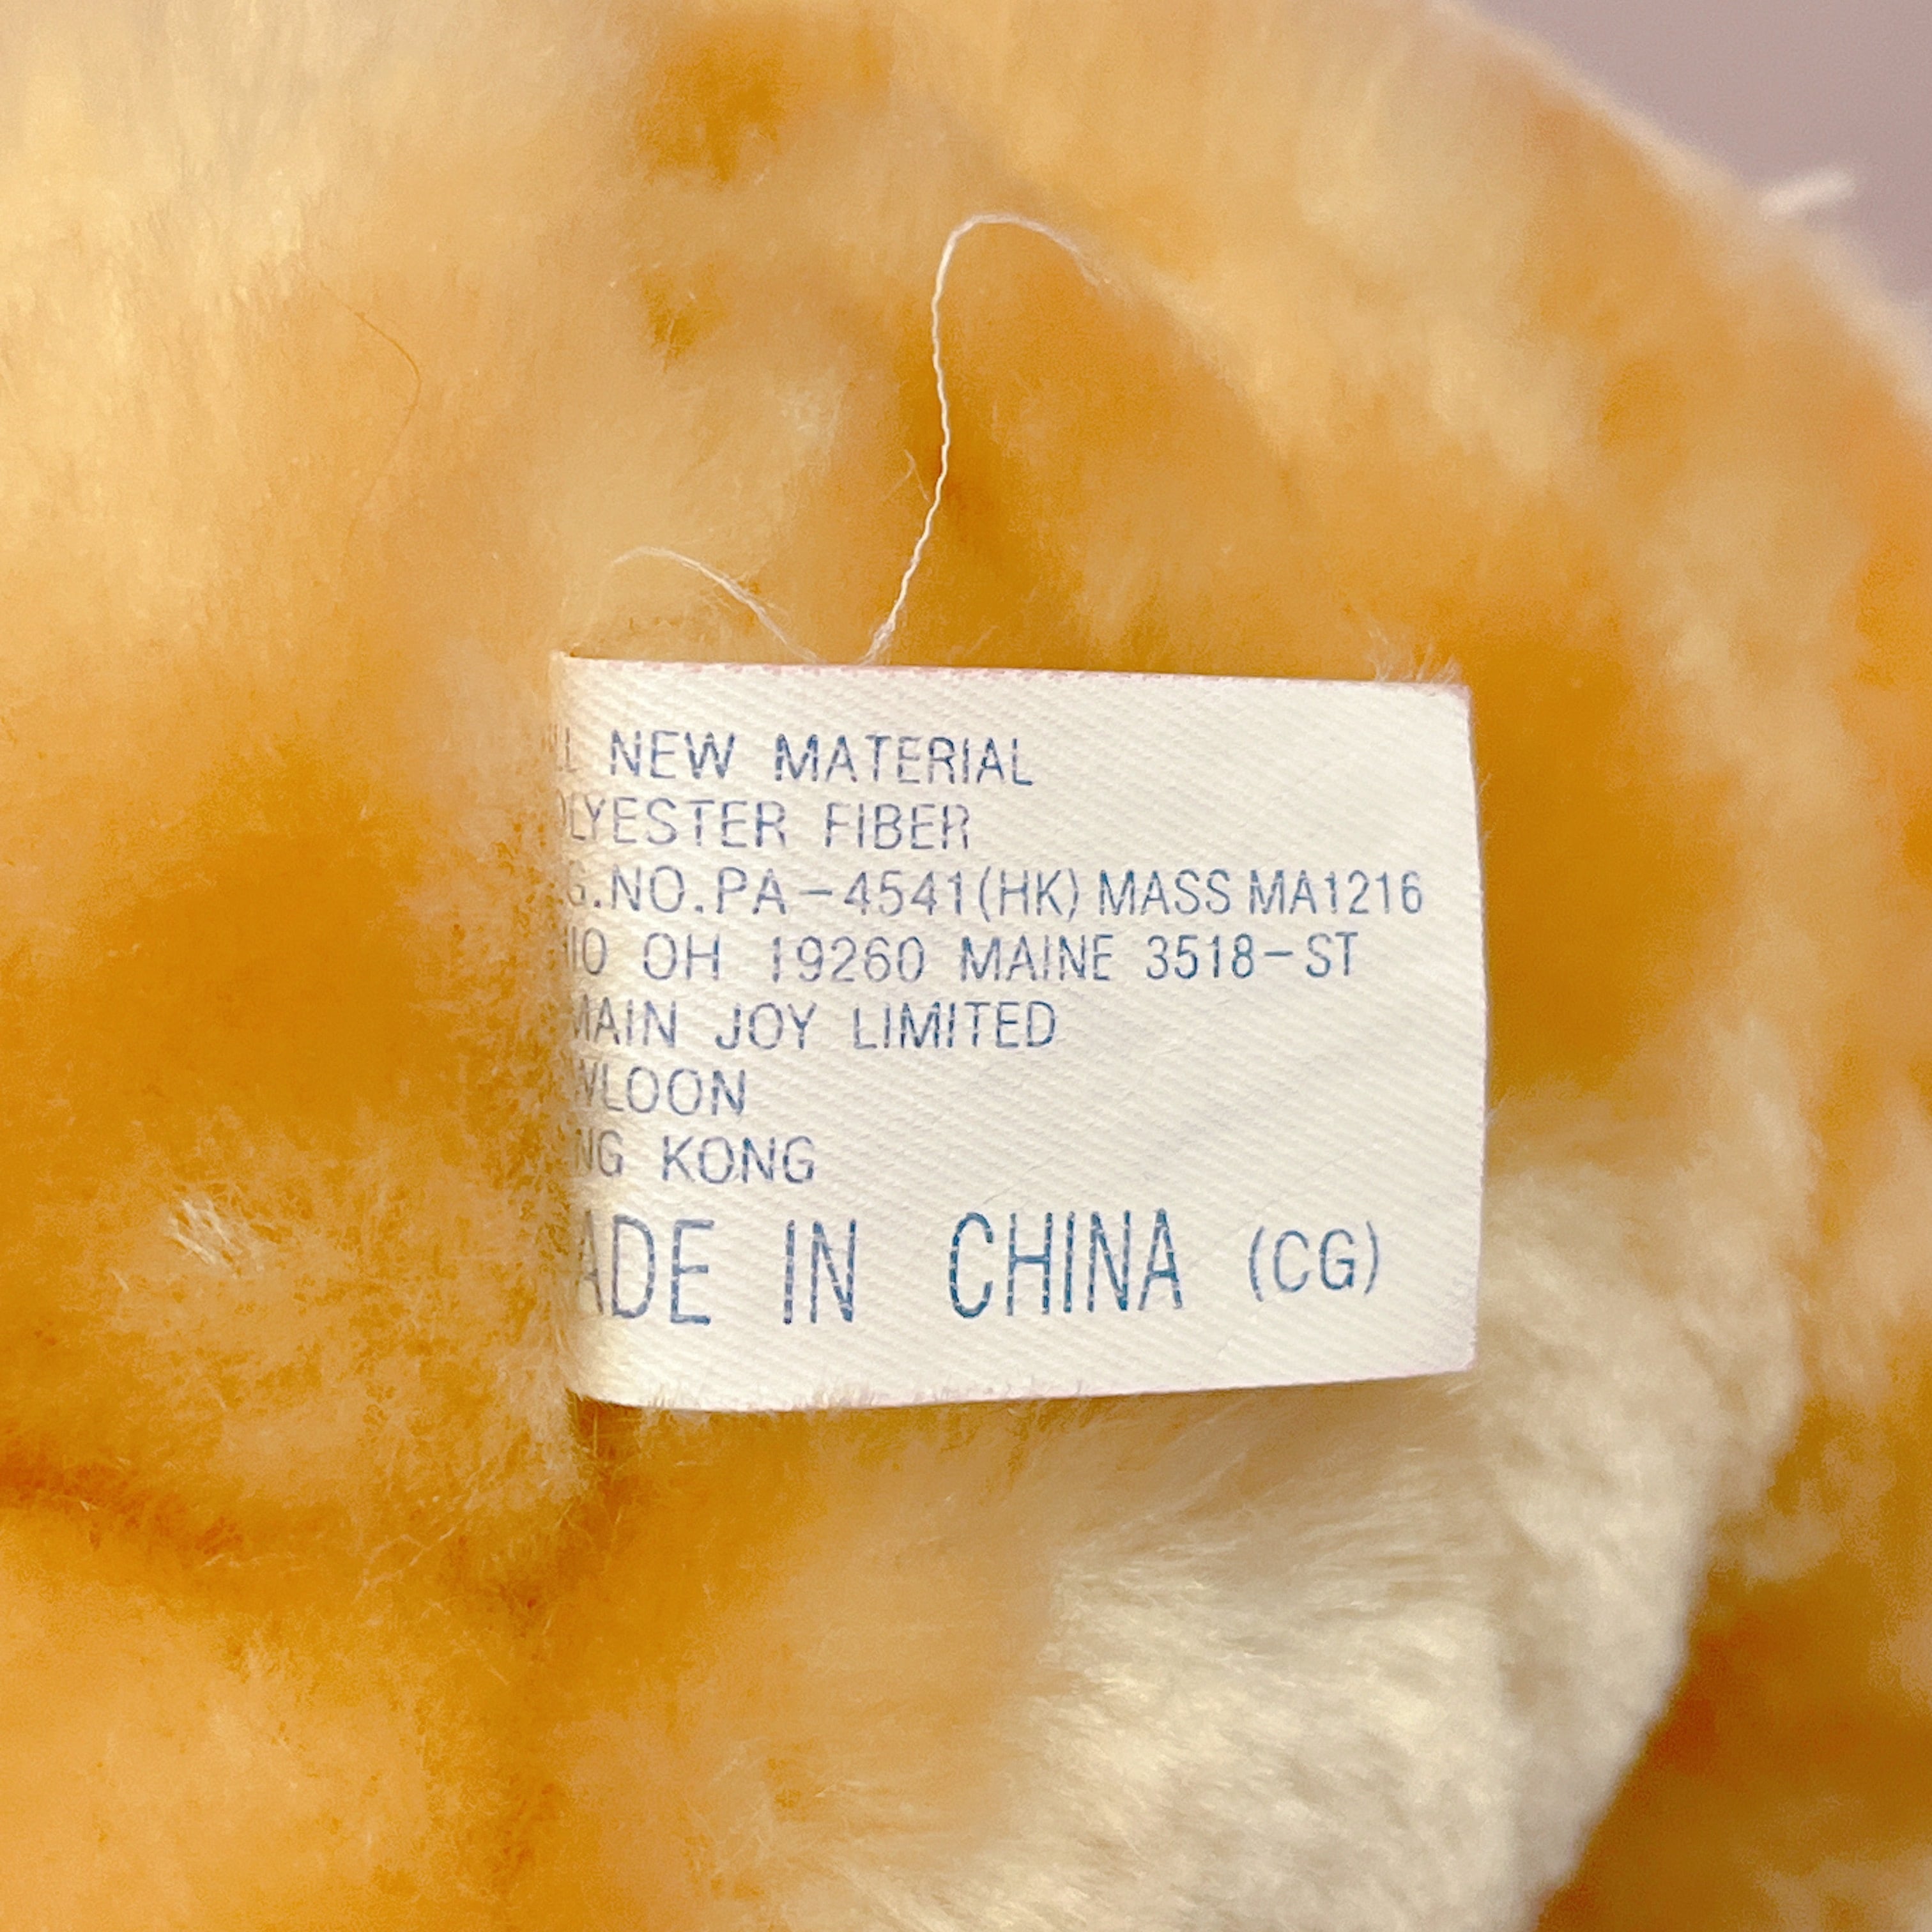 NEW MATERIAL
FIBER
G.NO.PA-4541(HK) MASS MA1216
OH 19260 MAINE 3518-ST
MAIN JOY LIMITED
WLOON
NG KONG
ADE IN CHINA (CG)